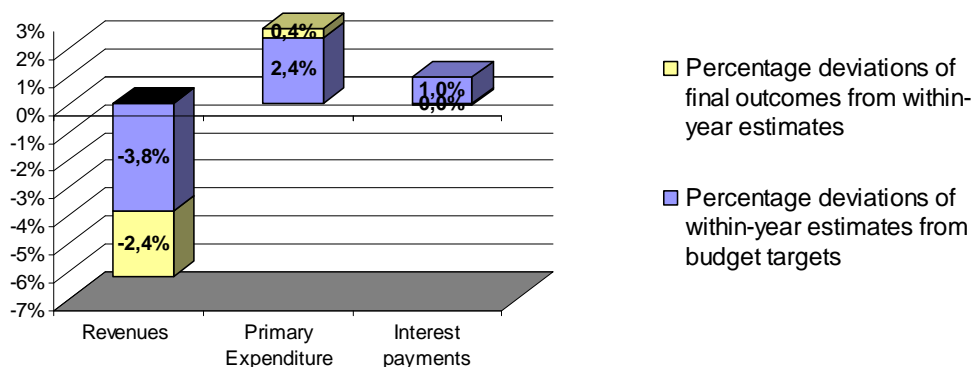 3%
2%
1%
0%
-1%
-2%
-3%
-4%
-5%
-6%
-7%
0,4%
2,4%
1,0%
0,0%
-3,8%
-2,4%
Revenues
Primary
Expenditure
Interest
payments
Percentage deviations of
final outcomes from within-
year estimates
Percentage deviations of
within-year estimates from
budget targets